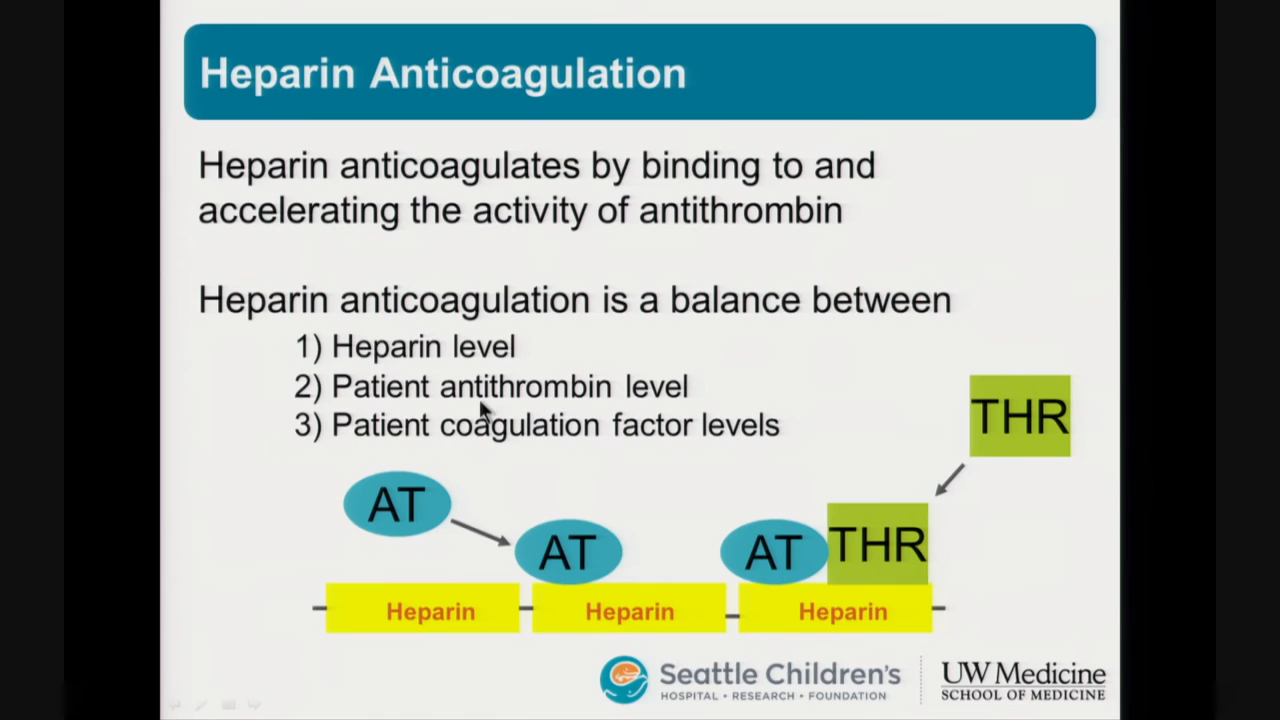 Heparin Anticoagulation
Heparin anticoagulates by binding to and
accelerating the activity of antithrombin
Heparin anticoagulation is a balance between
1) Heparin level
2) Patient antithrombin level
3) Patient coagulation factor levels
THR
AT
AT
AT
THR
Heparin
Heparin
Heparin
Seattle Children's
HOSPITAL • RESEARCH • FOUNDATION
UW Medicine
SCHOOL OF MEDICINE